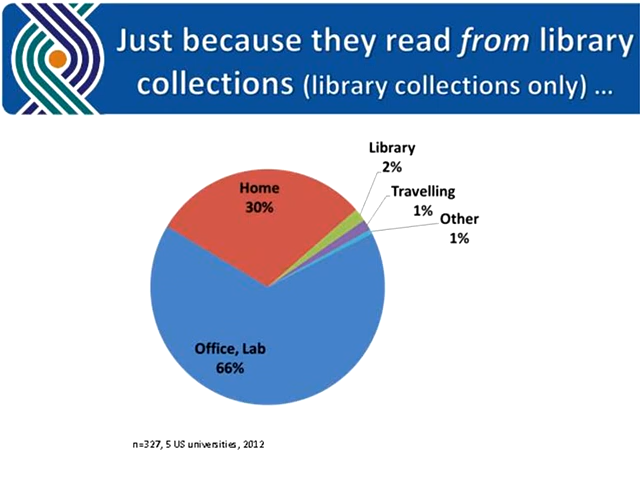 Just because they read from library
collections (library collections only) ...
Library
2%
Home
30%
Travelling
1%
Other
1%
Office, Lab
66%
n=327, 5 US universities, 2012